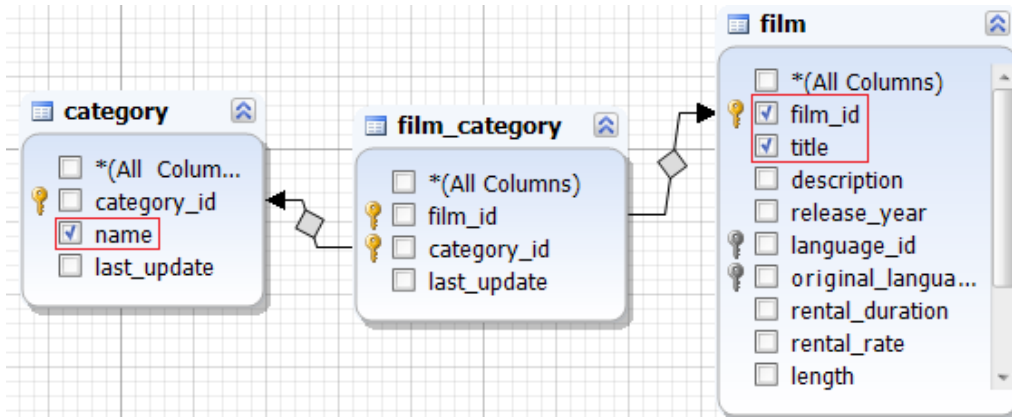 category
*(All Colum...
category_id
name
last_update
film_category
*(All Columns)
film_id
category_id
last_update
film
*(All Columns)
film_id
title
description
release_year
language_id
original_langua...
rental_duration
rental_rate
length